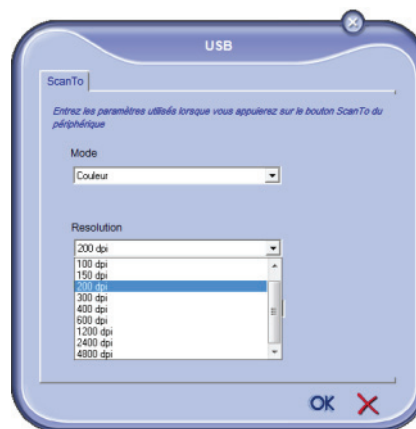 USB
ScanTo
Entrez les paramètres utilisés lorsque vous appuierez sur le bouton ScanTo du
périphérique
Mode
Couleur
Resolution
200 dpi
100 dpi
150 dpi
200 dpi
300 dpi
400 dpi
600 dpi
1200 dpi
2400 dpi
4800 dpi
OK